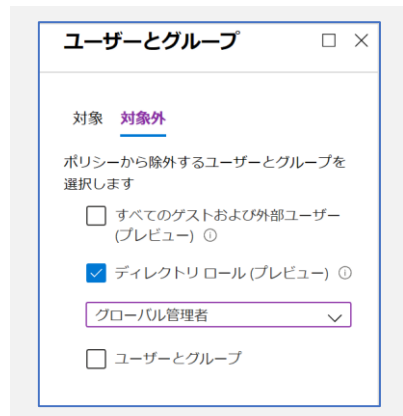 ユーザーとグループ
対象 対象外
ポリシーから除外するユーザーとグループを
選択します
すべてのゲストおよび外部ユーザー
(プレビュー)
ディレクトリ ロール (プレビュー)
グローバル管理者
ユーザーとグループ